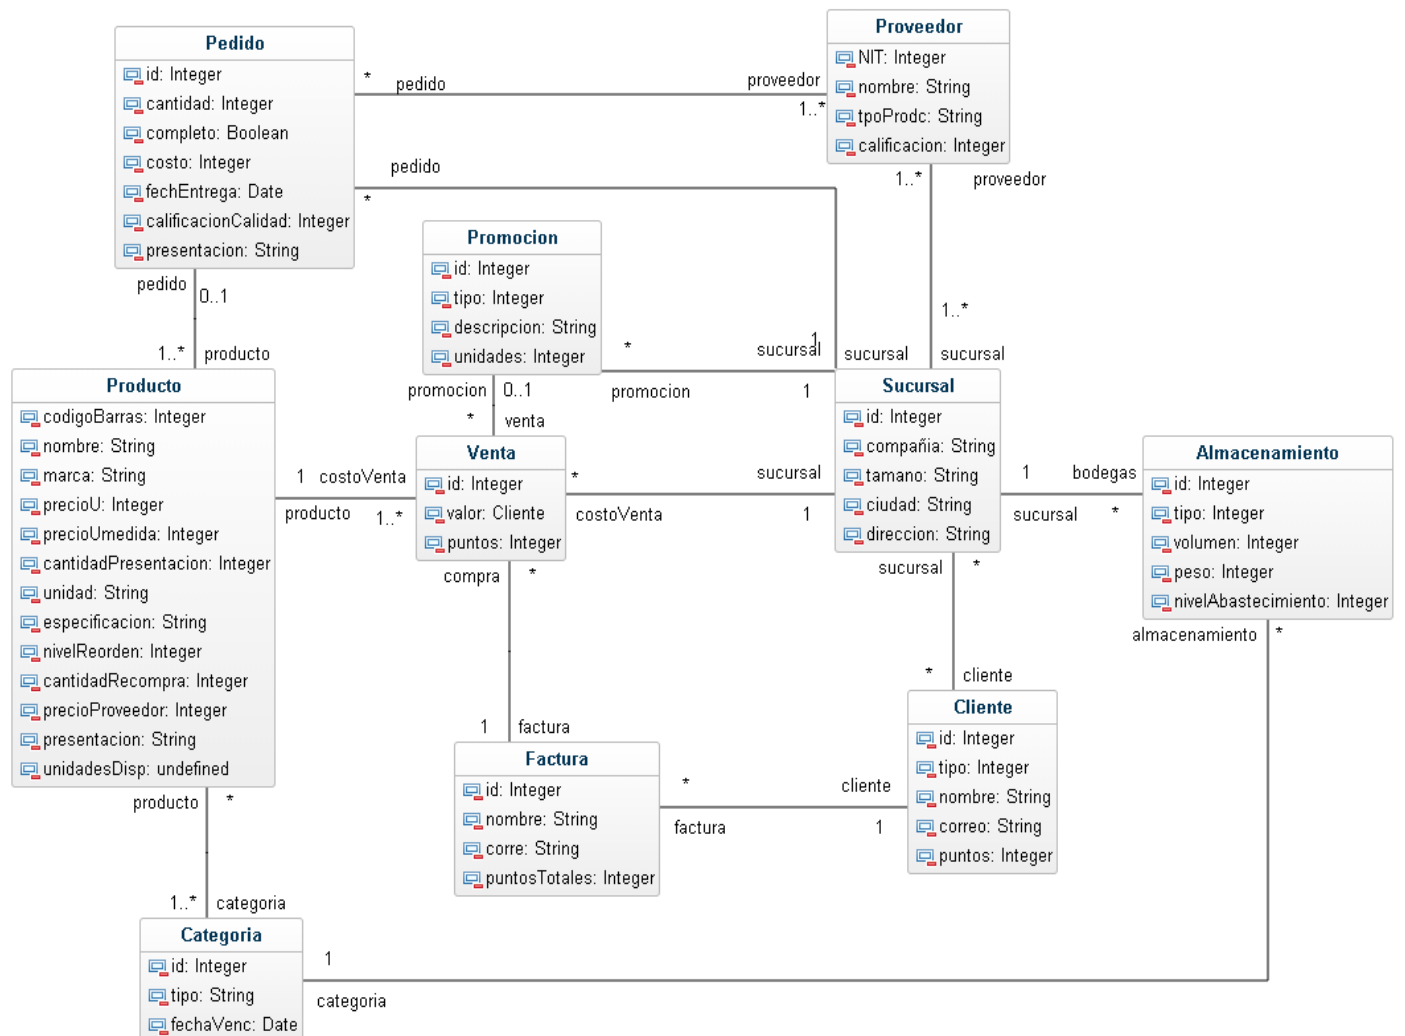 Pedido
id: Integer
cantidad: Integer
completo: Boolean
costo: Integer
fechEntrega: Date
calificacionCalidad: Integer
presentacion: String
Proveedor
NIT: Integer
nombre: String
tpoProdc: String
calificacion: Integer
*
pedido
proveedor
1..*
pedido
*
1..*
proveedor
Promocion
id: Integer
tipo: Integer
descripcion: String
unidades: Integer
pedido
0..1
1..*
producto
*
sucursal
1
sucursal
1..*
sucursal
promocion
0..1
promocion
1
*
venta
Producto
codigoBarras: Integer
nombre: String
marca: String
precioU: Integer
precioUmedida: Integer
cantidadPresentacion: Integer
unidad: String
especificacion: String
nivelReorden: Integer
cantidadRecompra: Integer
precioProveedor: Integer
presentacion: String
unidadesDisp: undefined
Venta
id: Integer
valor: Cliente
puntos: Integer
Sucursal
id: Integer
compañia: String
tamano: String
ciudad: String
direccion: String
Almacenamiento
id: Integer
tipo: Integer
volumen: Integer
peso: Integer
nivelAbastecimiento: Integer
1
costoVenta
producto
1..*
*
sucursal
costoVenta
1
1
bodegas
sucursal
*
compra
*
sucursal
*
almacenamiento
*
*
cliente
1
factura
Factura
id: Integer
nombre: String
corre: String
puntosTotales: Integer
Cliente
id: Integer
tipo: Integer
nombre: String
correo: String
puntos: Integer
*
cliente
factura
1
producto
*
1..*
categoria
Categoria
id: Integer
tipo: String
fechaVenc: Date
1
categoria